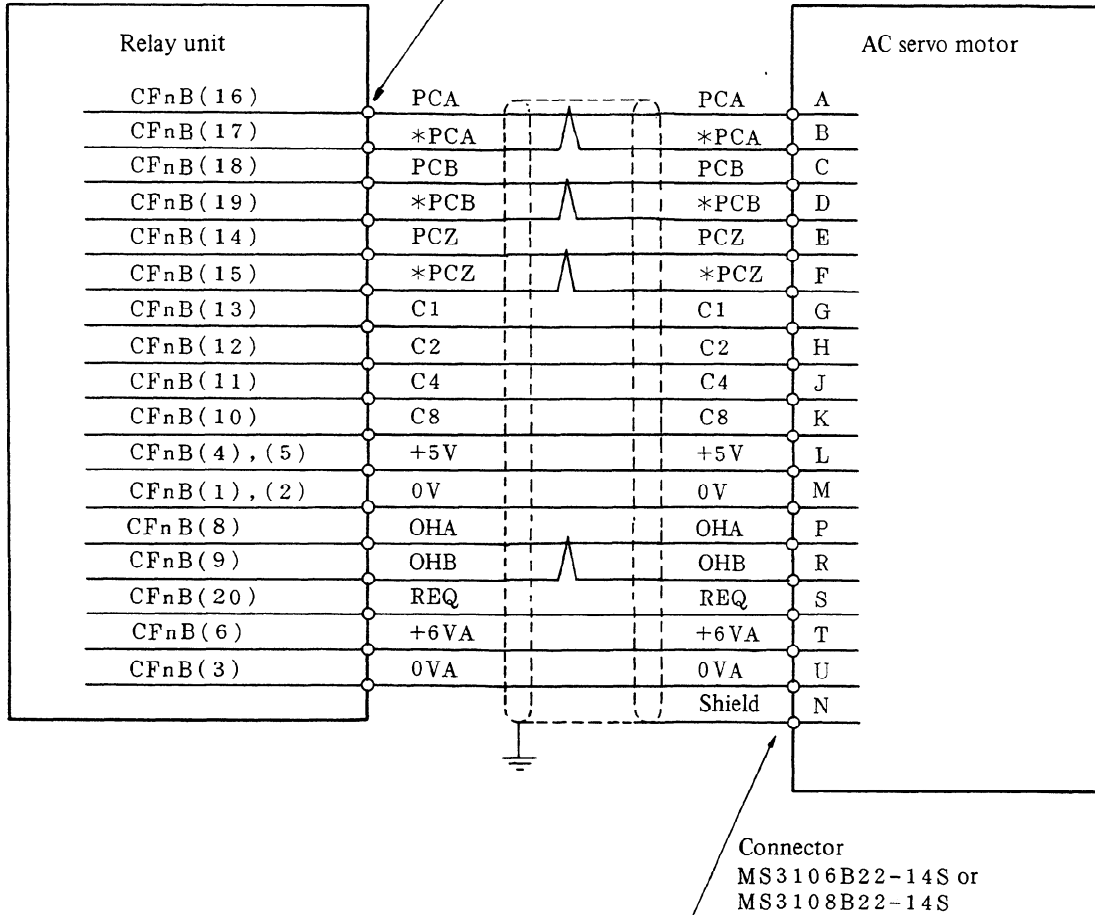 Relay unit
AC servo motor
CFnB(16) PCA PCA A
CFnB(17) *PCA *PCA B
CFnB(18) PCB PCB C
CFnB(19) *PCB *PCB D
CFnB(14) PCZ PCZ E
CFnB(15) *PCZ *PCZ F
CFnB(13) C1 C1 G
CFnB(12) C2 C2 H
CFnB(11) C4 C4 J
CFnB(10) C8 C8 K
CFnB(4),(5) +5V +5V L
CFnB(1),(2) 0V 0V M
CFnB(8) OHA OHA P
CFnB(9) OHB OHB R
CFnB(20) REQ REQ S
CFnB(6) +6VA +6VA T
CFnB(3) 0VA 0VA U
Shield N
Connector
MS3106B22-14S or
MS3108B22-14S